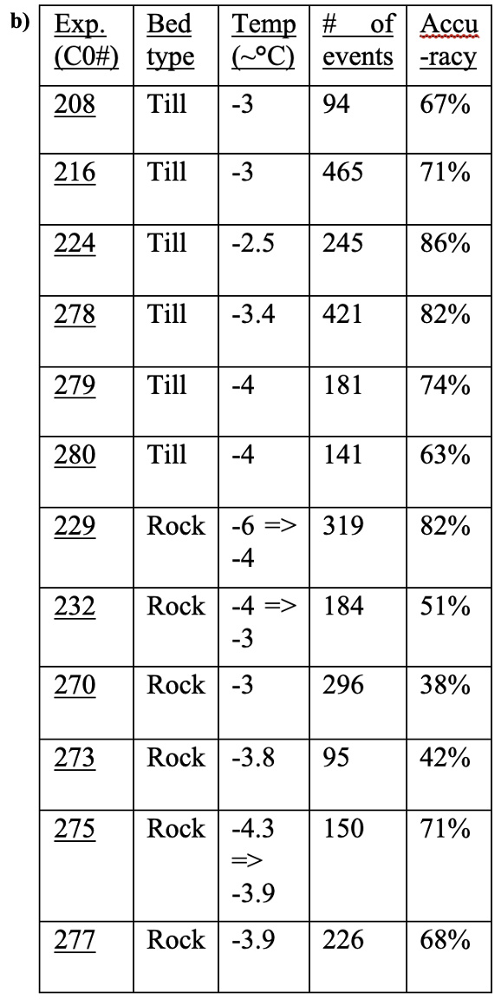 b) Exp. Bed Temp # of Accu
(C0#) type (~°C) events -racy
208 Till -3 94 67%
216 Till -3 465 71%
224 Till -2.5 245 86%
278 Till -3.4 421 82%
279 Till -4 181 74%
280 Till -4 141 63%
229 Rock -6 => 319 82%
-4
232 Rock -4 => 184 51%
-3
270 Rock -3 296 38%
273 Rock -3.8 95 42%
275 Rock -4.3 150 71%
=>
-3.9
277 Rock -3.9 226 68%